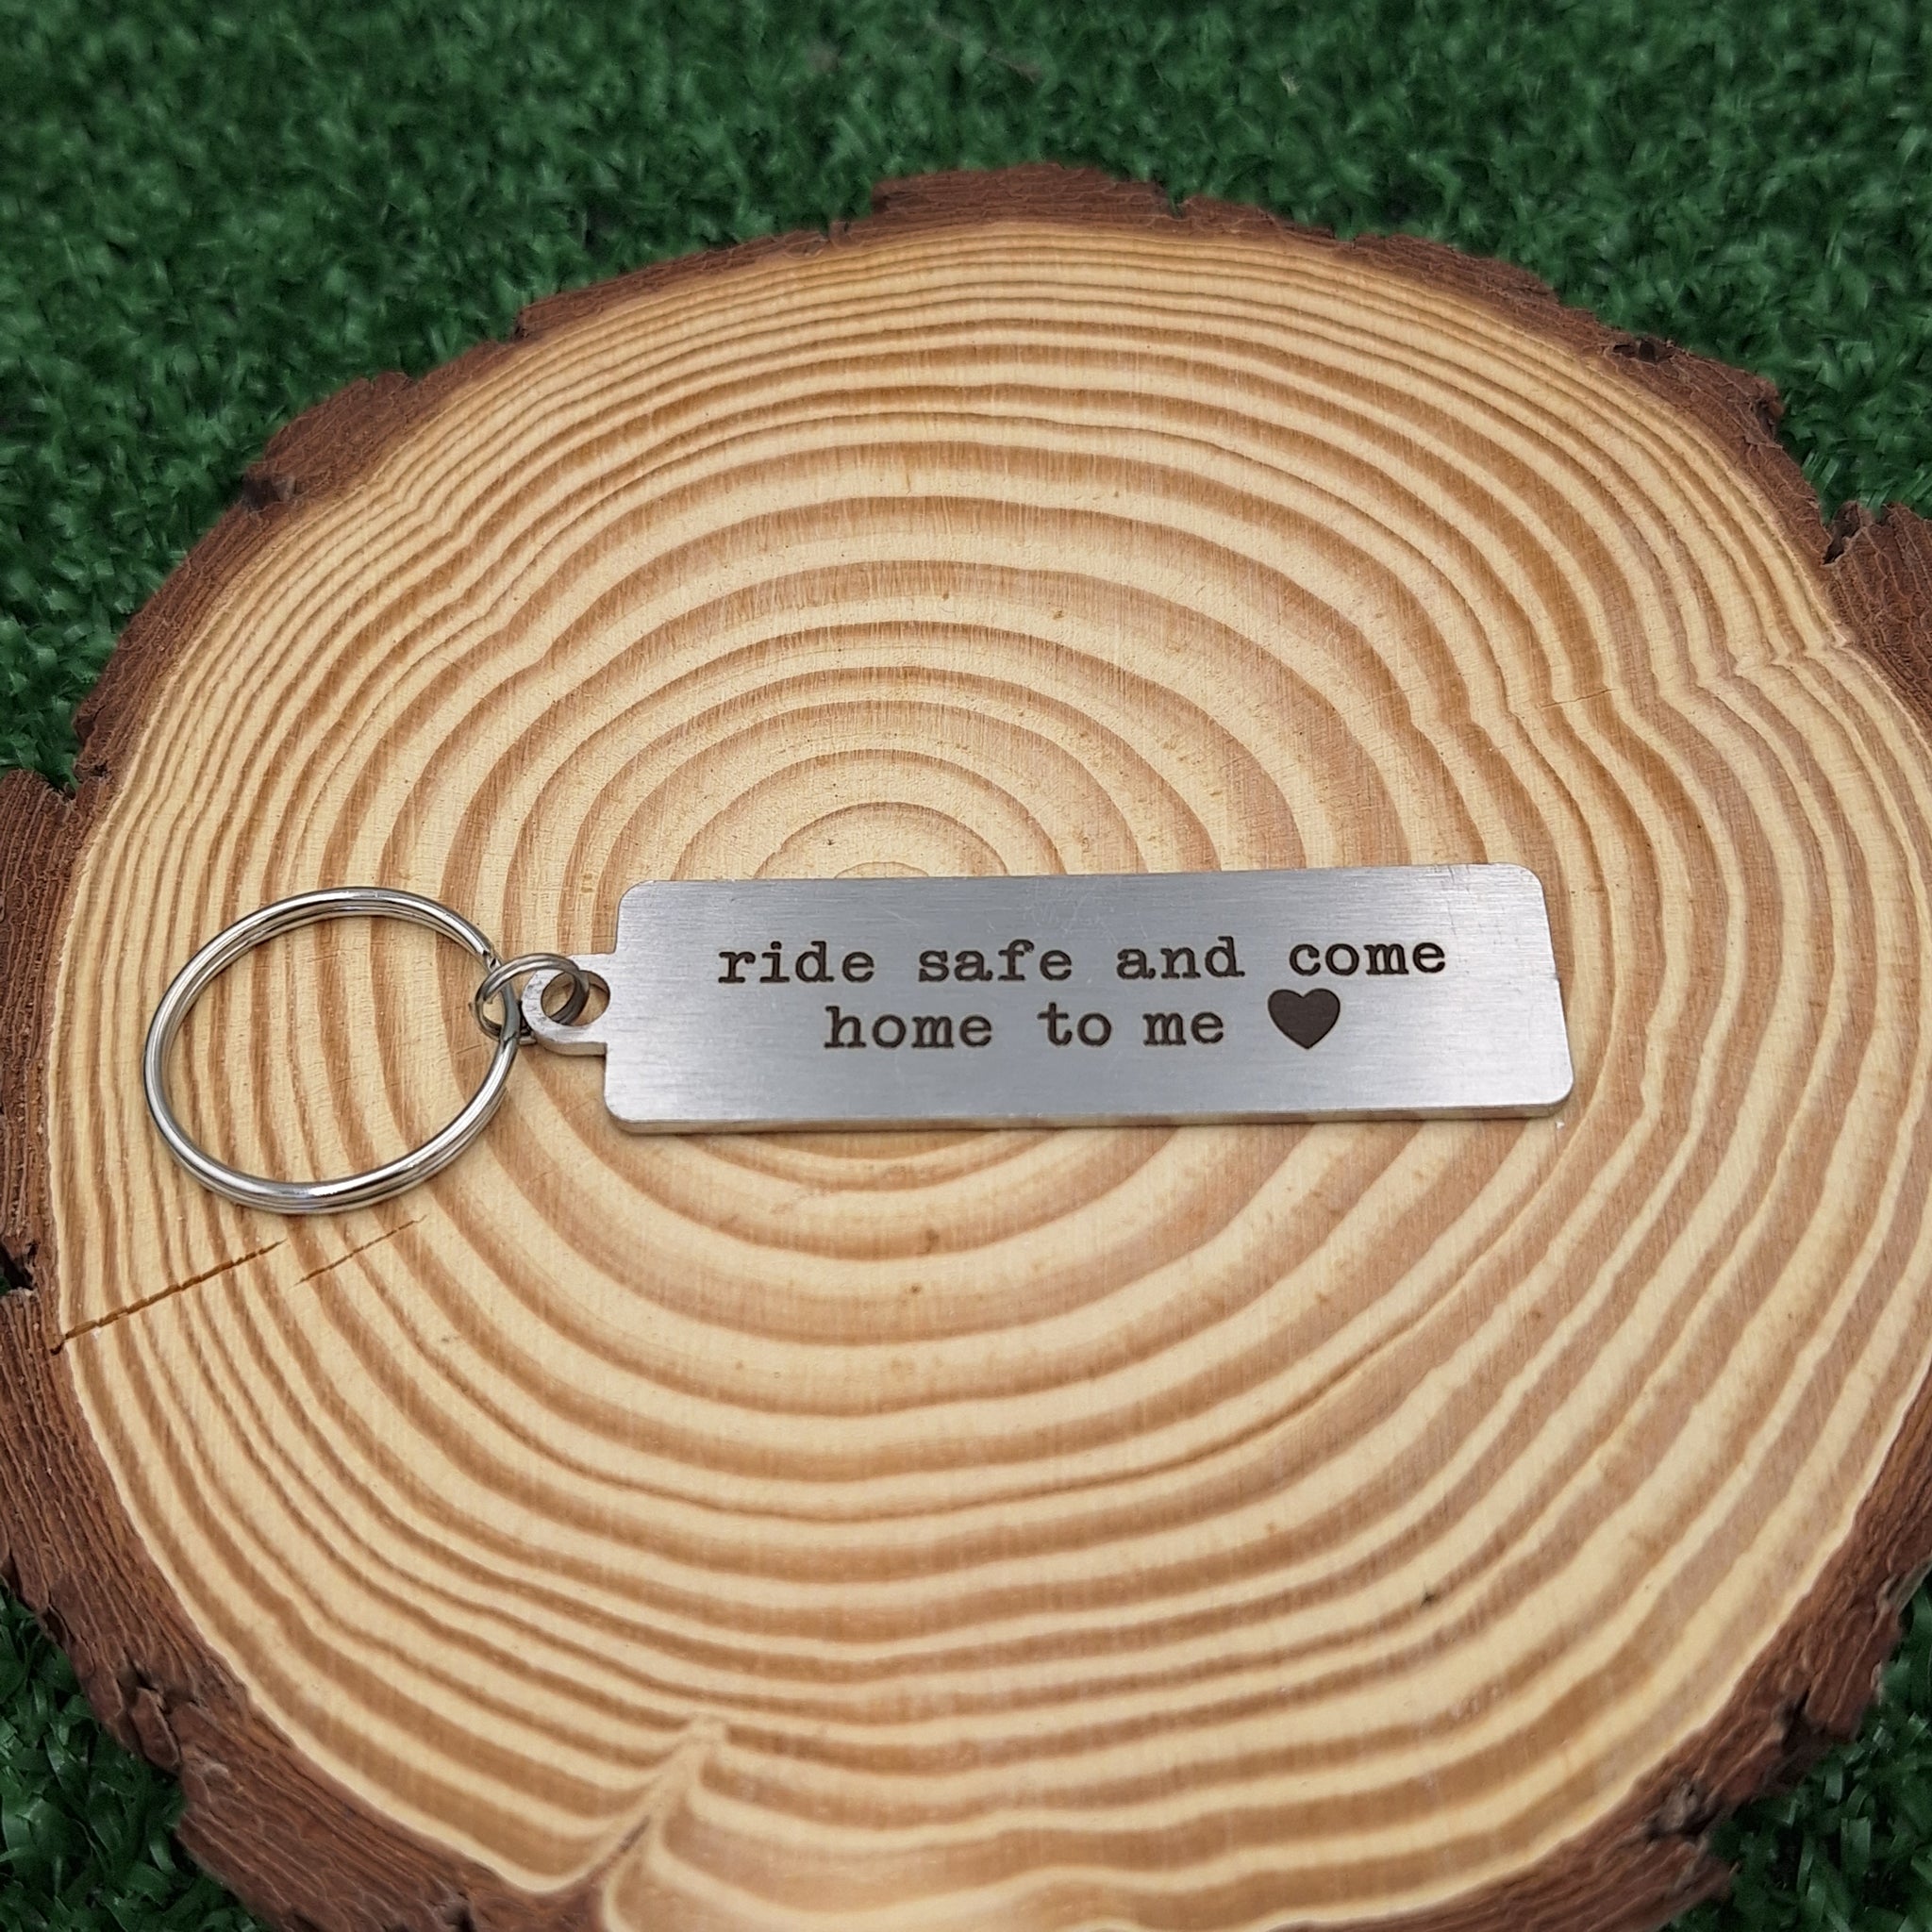 ride safe and come
home to me ♥